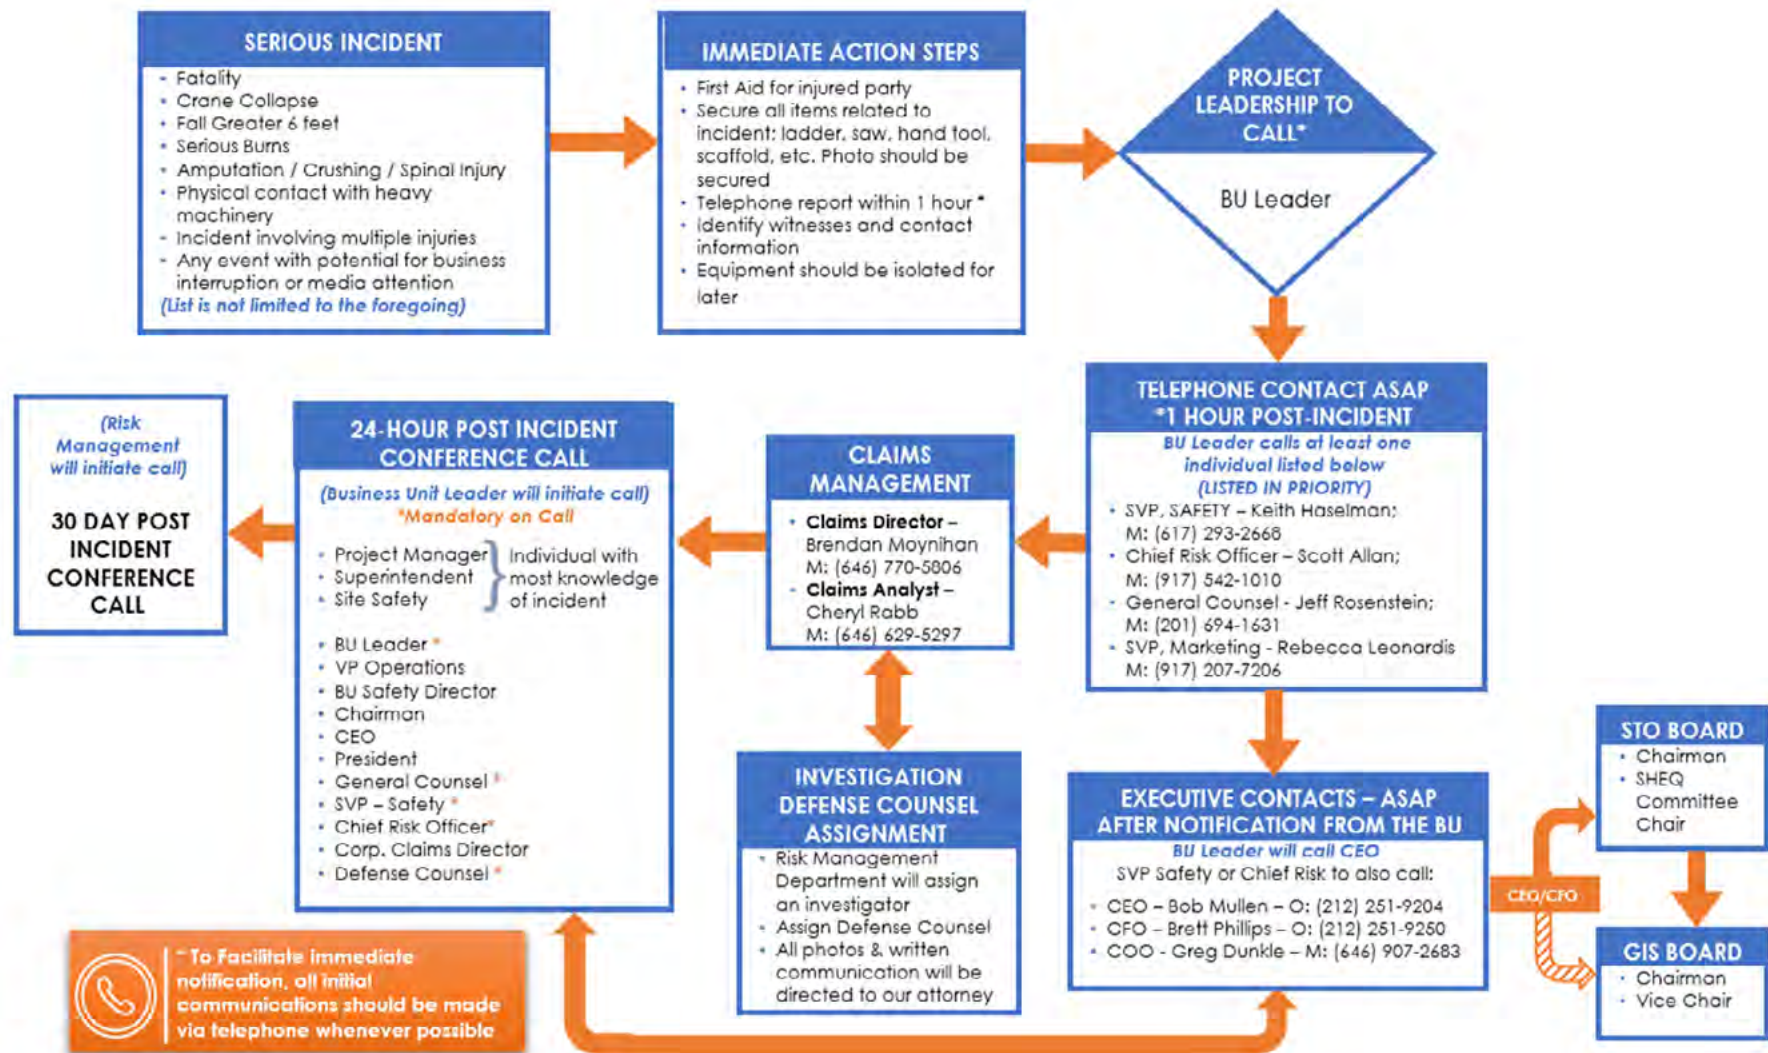 SERIOUS INCIDENT
- Fatality
• Crane Collapse
• Fall Greater 6 feet
• Serious Burns
• Amputation / Crushing / Spinal Injury
• Physical contact with heavy
machinery
- Incident involving multiple injuries
- Any event with potential for business
interruption or media attention
(List is not limited to the foregoing)
IMMEDIATE ACTION STEPS
• First Aid for injured party
• Secure all items related to
incident: ladder, saw, hand tool,
scaffold, etc. Photo should be
secured
• Telephone report within 1 hour *
• Identify witnesses and contact
information
• Equipment should be isolated for
later
PROJECT
LEADERSHIP TO
CALL*
BU Leader
TELEPHONE CONTACT ASAP
*1 HOUR POST-INCIDENT
BU Leader calls at least one
individual listed below
(LISTED IN PRIORITY)
• SVP, SAFETY – Keith Haselman;
M: (617) 293-2668
• Chief Risk Officer – Scott Allan;
M: (917) 542-1010
• General Counsel - Jeff Rosenstein;
M: (201) 694-1631
• SVP, Marketing - Rebecca Leonardis
M: (917) 207-7206
CLAIMS
MANAGEMENT
• Claims Director –
Brendan Moynihan
M: (646) 770-5806
• Claims Analyst –
Cheryl Rabb
M: (646) 629-5297
24-HOUR POST INCIDENT
CONFERENCE CALL
(Business Unit Leader will initiate call)
*Mandatory on Call
• Project Manager
• Superintendent
• Site Safety
Individual with
most knowledge
of incident
• BU Leader *
• VP Operations
• BU Safety Director
• Chairman
• CEO
• President
• General Counsel *
• SVP – Safety *
• Chief Risk Officer*
• Corp. Claims Director
• Defense Counsel *
(Risk
Management
will initiate call)
30 DAY POST
INCIDENT
CONFERENCE
CALL
INVESTIGATION
DEFENSE COUNSEL
ASSIGNMENT
• Risk Management
Department will assign
an investigator
• Assign Defense Counsel
• All photos & written
communication will be
directed to our attorney
EXECUTIVE CONTACTS – ASAP
AFTER NOTIFICATION FROM THE BU
BU Leader will call CEO
SVP Safety or Chief Risk to also call:
• CEO – Bob Mullen – O: (212) 251-9204
• CFO – Brett Phillips – O: (212) 251-9250
• COO - Greg Dunkle – M: (646) 907-2683
CEO/CFO
STO BOARD
• Chairman
• SHEQ
Committee
Chair
GIS BOARD
• Chairman
• Vice Chair
* To Facilitate immediate
notification, all initial
communications should be made
via telephone whenever possible